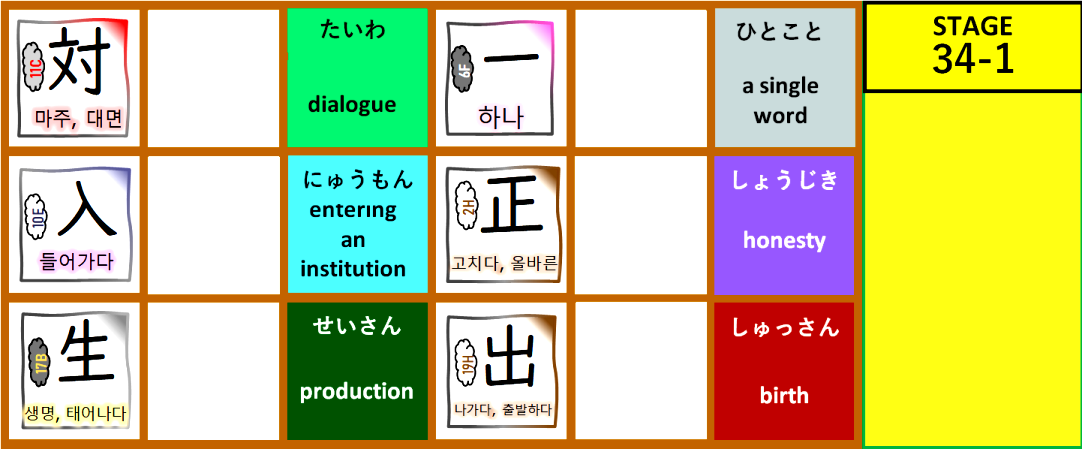 対
11C
마주, 대면
たいわ
dialogue
一
6F
하나
ひとこと
a single
word
STAGE
34-1
入
10E
들어가다
にゅうもん
enterıng
an
institution
正
2H
고치다, 올바른
しょうじき
honesty
生
17B
생명, 태어나다
せいさん
production
出
19H
나가다, 출발하다
しゅっさん
birth